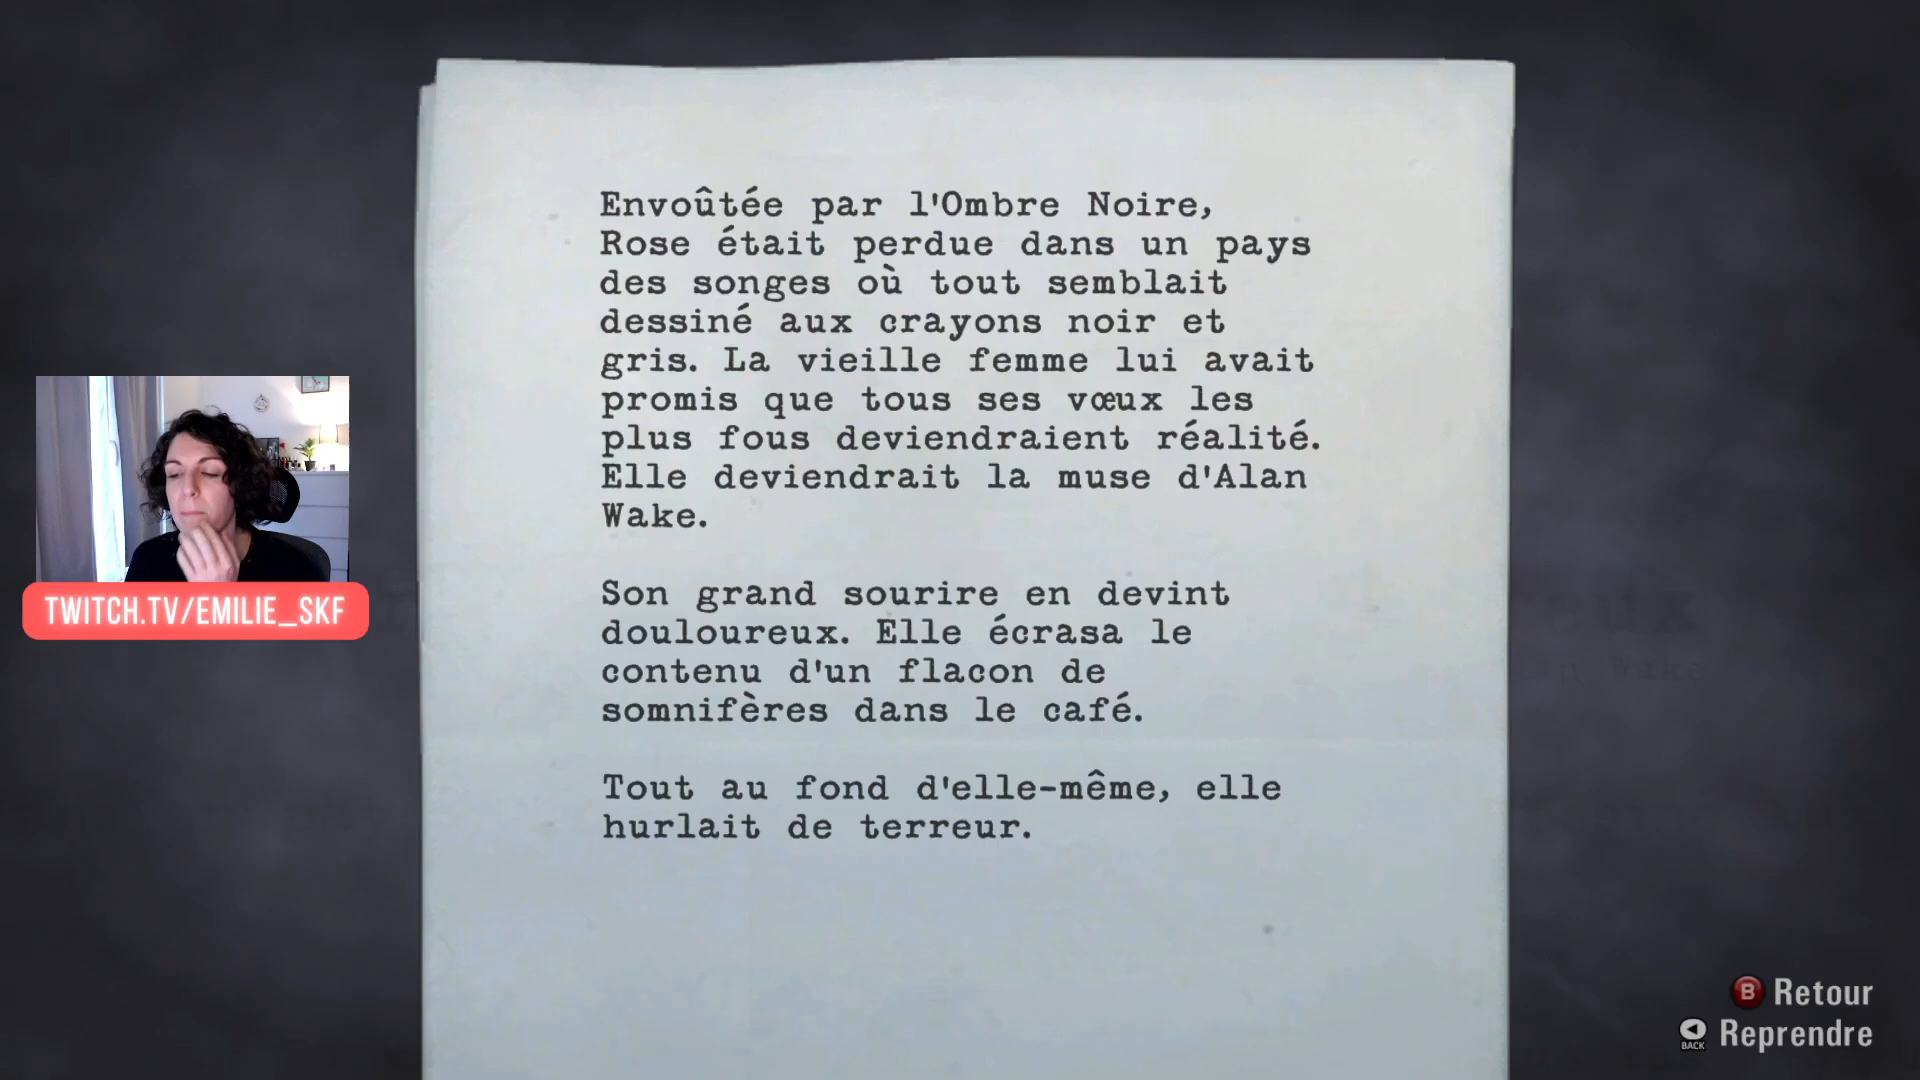 Envoûtée par l'Ombre Noire,
Rose était perdue dans un pays
des songes où tout semblait
dessiné aux crayons noir et
gris. La vieille femme lui avait
promis que tous ses vœux les
plus fous deviendraient réalité.
Elle deviendrait la muse d'Alan
Wake.
Son grand sourire en devint
douloureux. Elle écrasa le
contenu d'un flacon de
somnifères dans le café.
Tout au fond d'elle-même, elle
hurlait de terreur.
TWITCH.TV/EMILIE_SKF
B Retour
BACK Reprendre